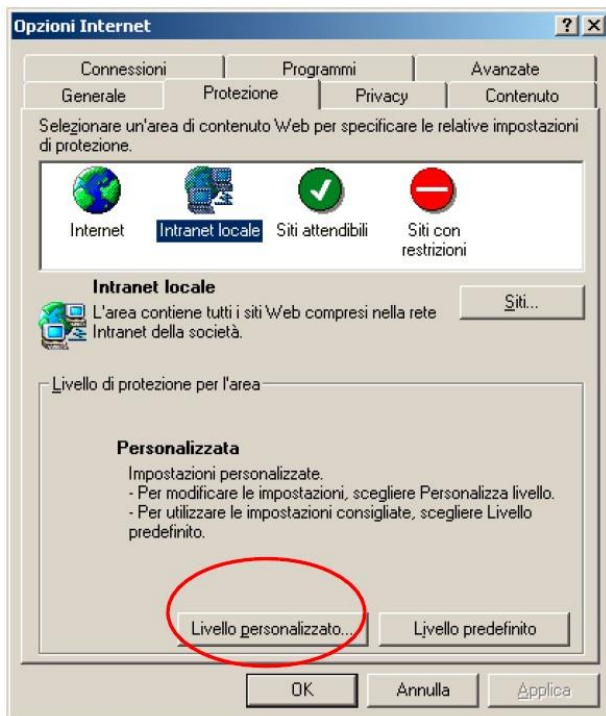 Opzioni Internet
Connessioni Programmi Avanzate
Generale Protezione Privacy Contenuto
Selezionare un'area di contenuto Web per specificare le relative impostazioni
di protezione.
Internet Intranet locale Siti attendibili Siti con
restrizioni
Intranet locale
L'area contiene tutti i siti Web compresi nella rete
Intranet della società.
Siti...
Livello di protezione per l'area
Personalizzata
Impostazioni personalizzate.
- Per modificare le impostazioni, scegliere Personalizza livello.
- Per utilizzare le impostazioni consigliate, scegliere Livello
predefinito.
Livello personalizzato... Livello predefinito
OK Annulla Applica